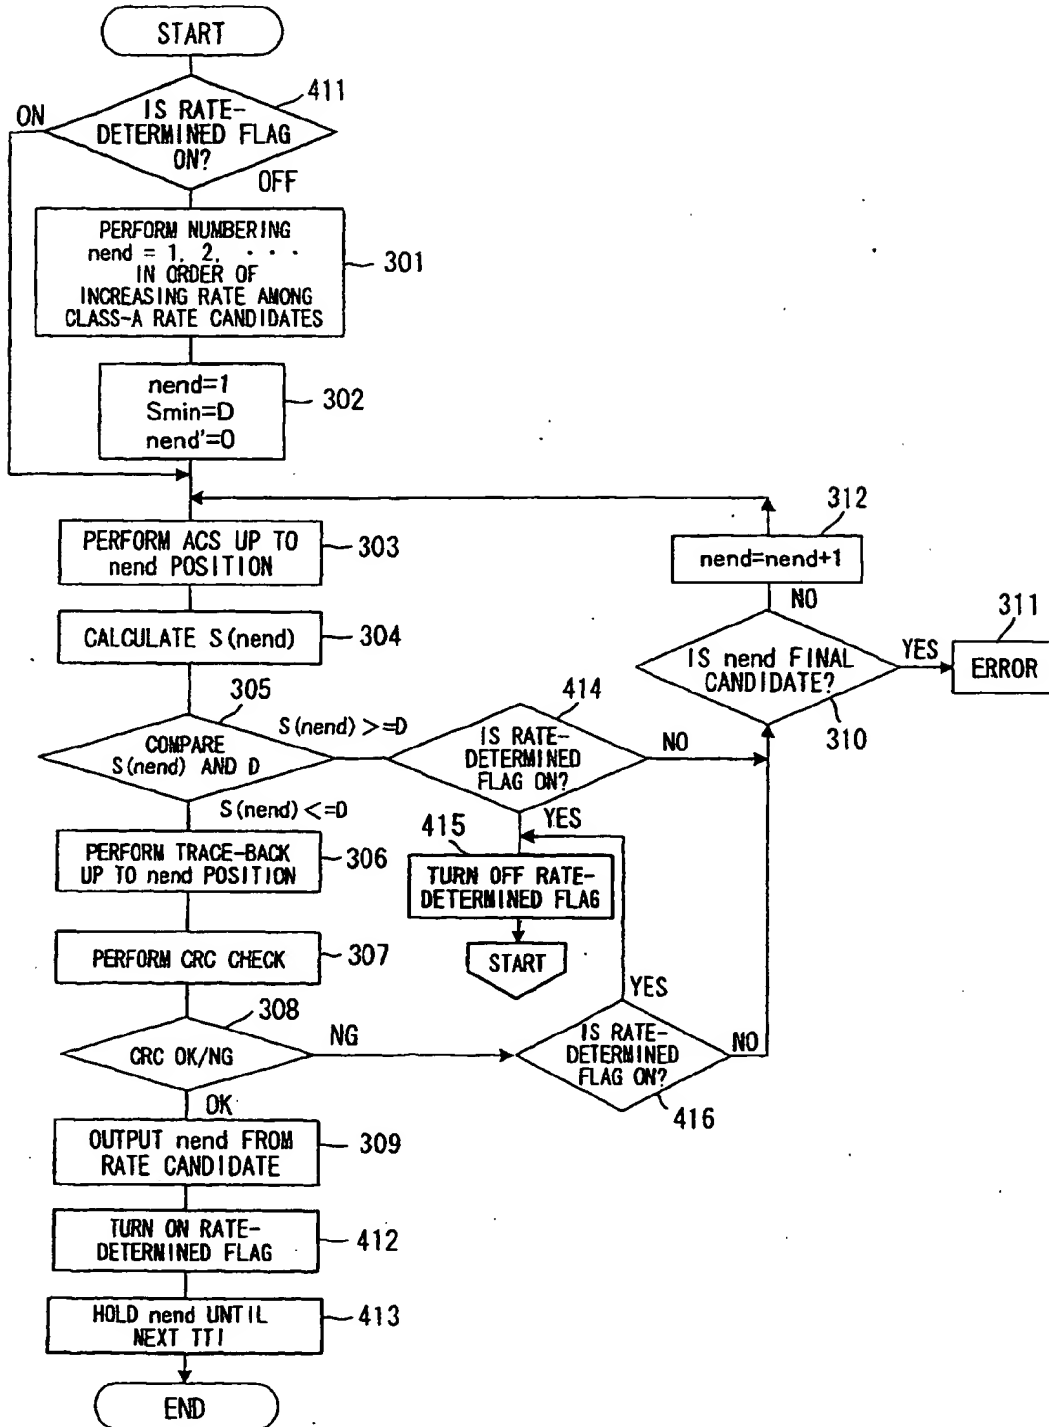 START
411
ON
IS RATE-
DETERMINED FLAG
ON?
OFF
PERFORM NUMBERING
nend = 1, 2, · · ·
IN ORDER OF
INCREASING RATE AMONG
CLASS-A RATE CANDIDATES
301
nend=1
Smin=D
nend'=0
302
PERFORM ACS UP TO
nend POSITION
303
312
nend=nend+1
NO
CALCULATE S(nend)
304
IS nend FINAL
CANDIDATE?
YES
311
ERROR
310
305
COMPARE
S(nend) AND D
S(nend) >=D
S(nend) <=D
414
IS RATE-
DETERMINED
FLAG ON?
NO
YES
PERFORM TRACE-BACK
UP TO nend POSITION
306
415
TURN OFF RATE-
DETERMINED FLAG
START
PERFORM CRC CHECK
307
308
CRC OK/NG
NG
OK
YES
IS RATE-
DETERMINED
FLAG ON?
NO
416
OUTPUT nend FROM
RATE CANDIDATE
309
TURN ON RATE-
DETERMINED FLAG
412
HOLD nend UNTIL
NEXT TTI
413
END